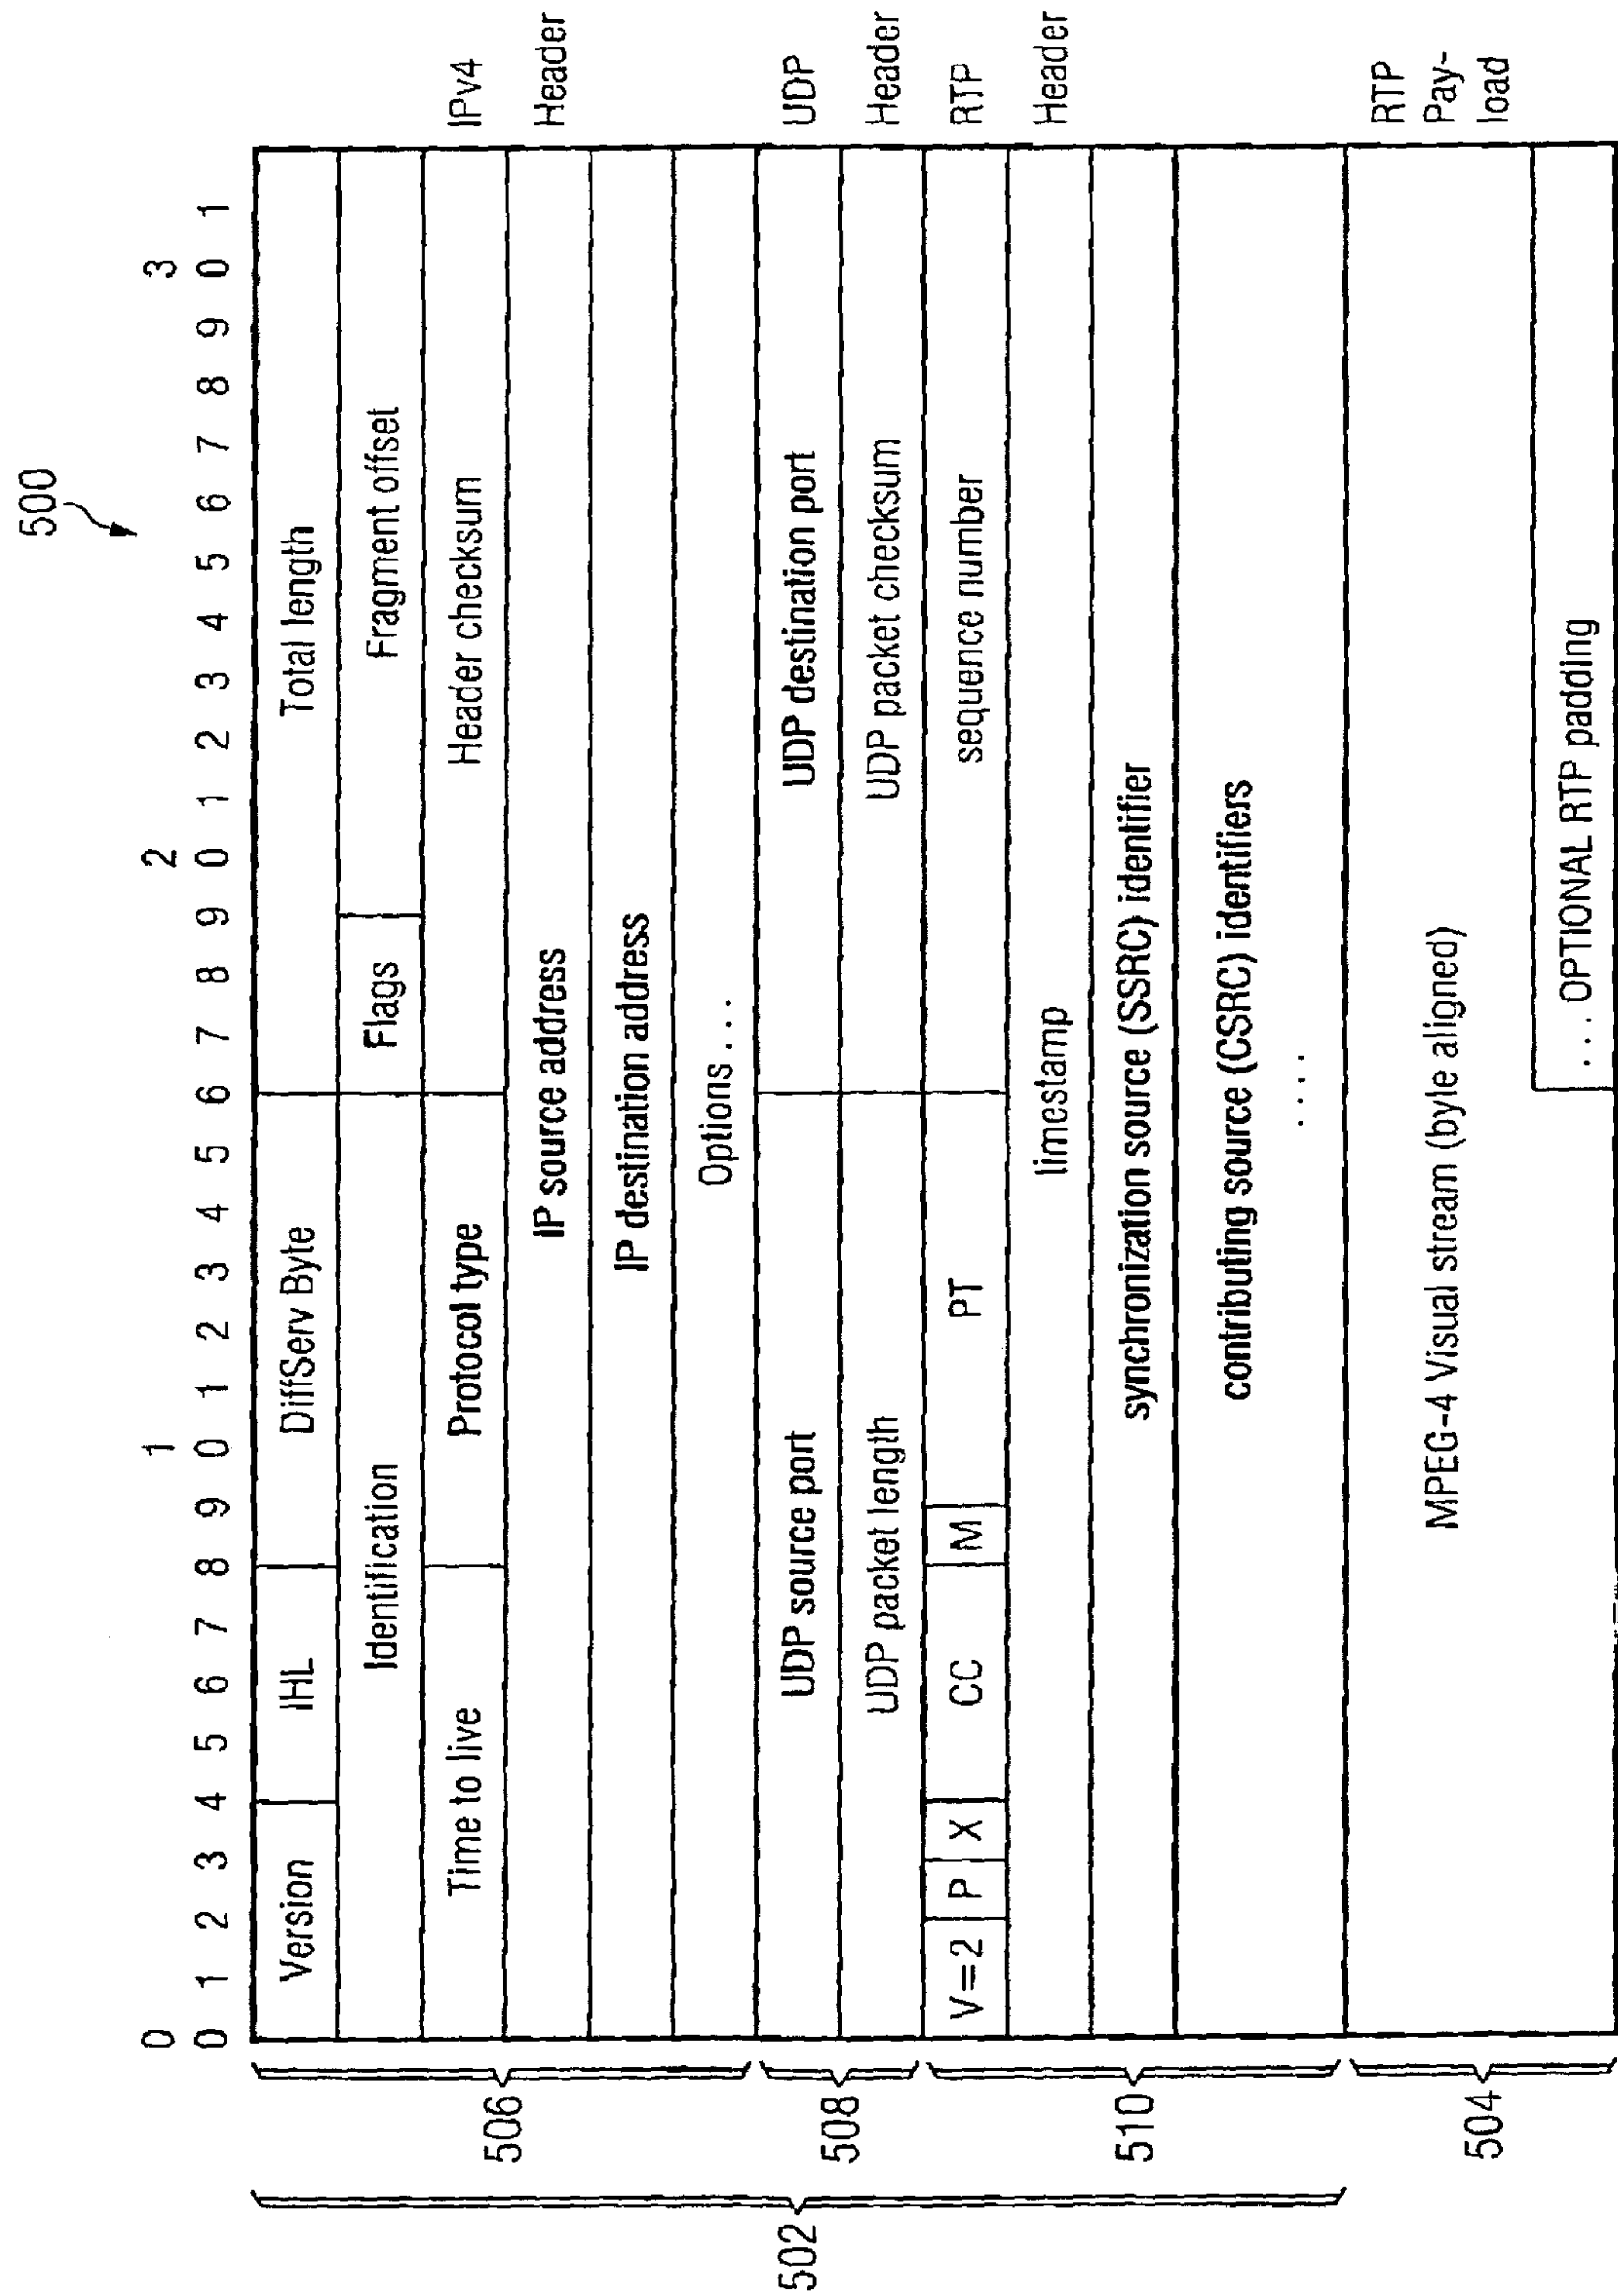 500
0 1 2 3
0 1 2 3 4 5 6 7 8 9 0 1 2 3 4 5 6 7 8 9 0 1 2 3 4 5 6 7 8 9 0 1
Version IHL DiffServ Byte Total length
Identification Flags Fragment offset
Time to live Protocol type Header checksum IPv4
IP source address Header
IP destination address
Options ...
UDP source port UDP destination port UDP
UDP packet length UDP packet checksum Header
V=2 P X CC M PT sequence number RTP
timestamp Header
synchronization source (SSRC) identifier
contributing source (CSRC) identifiers
....
MPEG-4 Visual stream (byte aligned)
RTP
Pay-
load
... OPTIONAL RTP padding
502
506
508
510
504